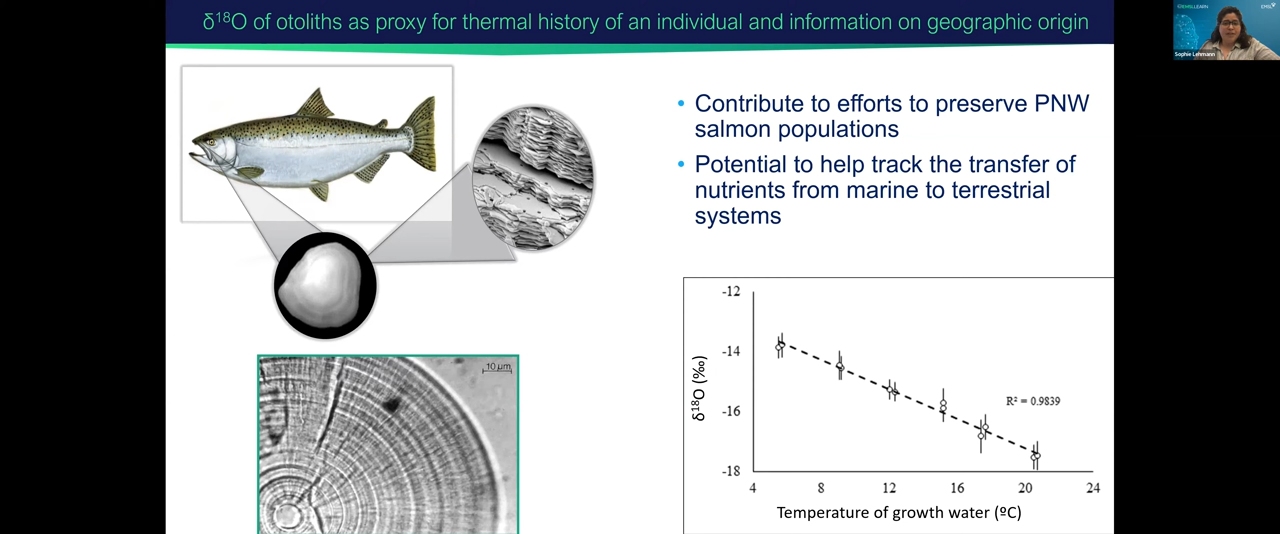 δ¹⁸O of otoliths as proxy for thermal history of an individual and information on geographic origin
EMSL LEARN
EMSL
Sophie Lehmann
• Contribute to efforts to preserve PNW
salmon populations
• Potential to help track the transfer of
nutrients from marine to terrestrial
systems
10 µm
-12
-14
-16
-18
δ¹⁸O (‰)
R² = 0.9839
4 8 12 16 20 24
Temperature of growth water (ºC)